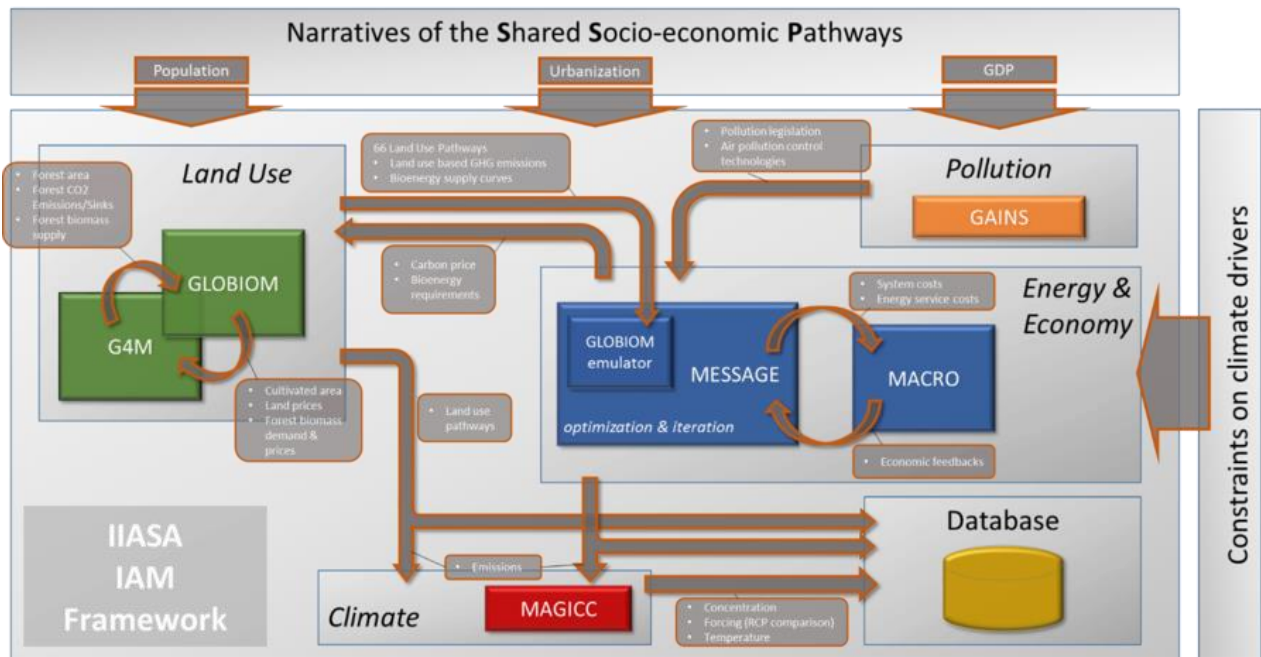 Narratives of the Shared Socio-economic Pathways
Population
Urbanization
GDP
Land Use
• Forest area
• Forest CO2
Emissions/Sinks
• Forest biomass
supply
GLOBIOM
G4M
• Cultivated area
• Land prices
• Forest biomass
demand &
prices
66 Land Use Pathways
• Land use based GHG emissions
• Bioenergy supply curves
• Carbon price
• Bioenergy
requirements
• Pollution legislation
• Air pollution control
technologies
Pollution
GAINS
Energy &
Economy
• System costs
• Energy service costs
GLOBIOM
emulator
MESSAGE
optimization & iteration
MACRO
• Economic feedbacks
• Land use
pathways
Database
• Emissions
Climate
MAGICC
• Concentration
• Forcing (RCP comparison)
• Temperature
IIASA
IAM
Framework
Constraints on climate drivers